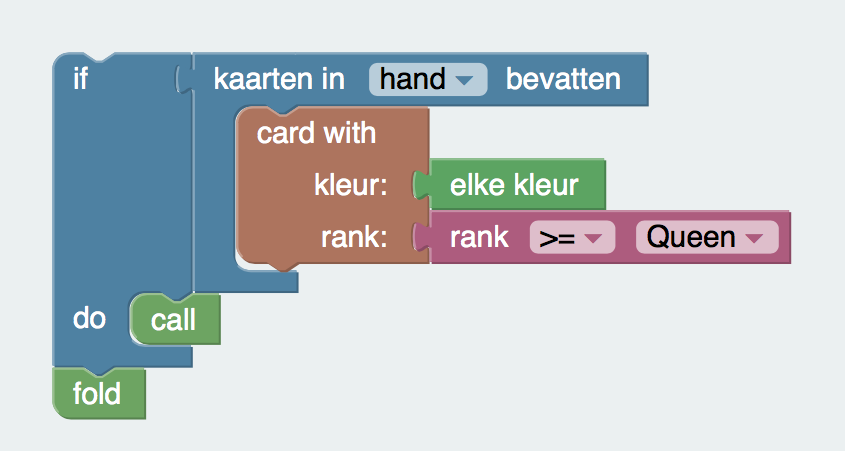 if kaarten in hand bevatten
card with
kleur: elke kleur
rank: rank >= Queen
do call
fold